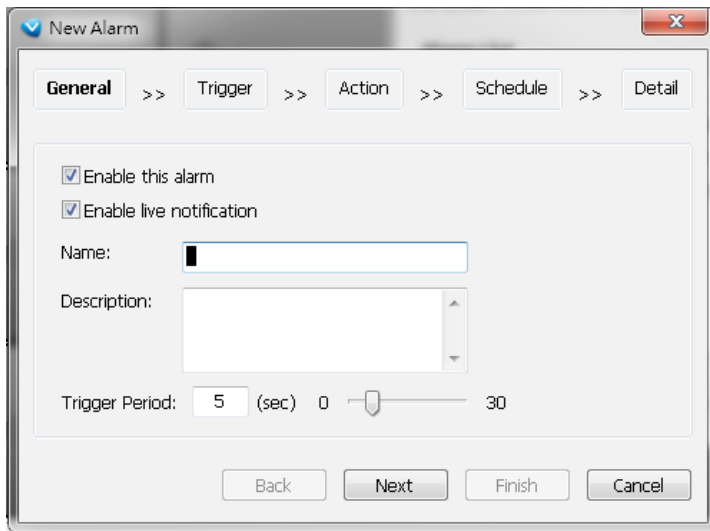 New Alarm
General >> Trigger >> Action >> Schedule >> Detail
Enable this alarm
Enable live notification
Name:
Description:
Trigger Period: 5 (sec) 0 30
Back Next Finish Cancel